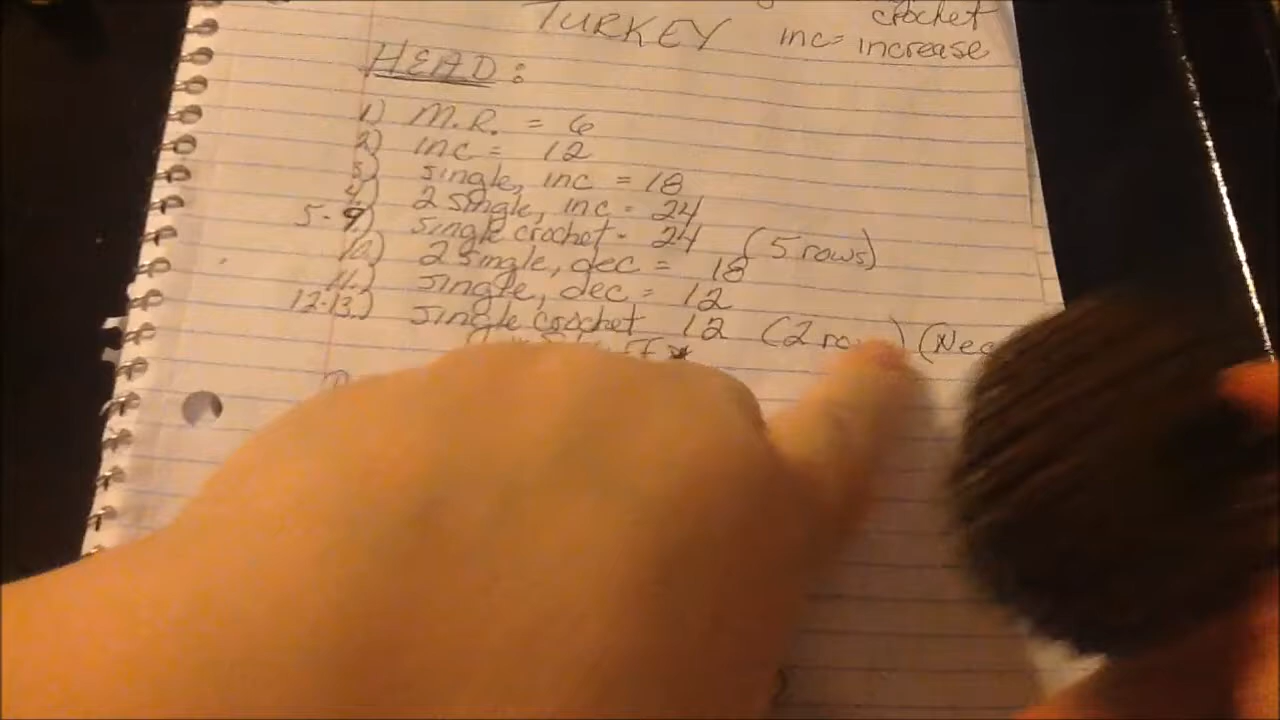 crochet
TURKEY inc= increase
HEAD:
1) M.R. = 6
2) inc = 12
3) single, inc = 18
4) 2 single, inc - 24
5-9) single crochet - 24 (5 rows)
10) 2 single, dec = 18
11.) single, dec = 12
12-13.) single crochet 12 (2